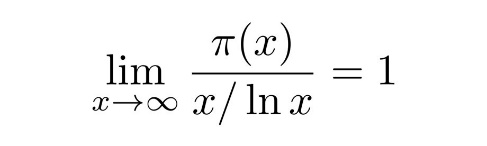 lim_{x→∞} π(x) / (x/ln x) = 1